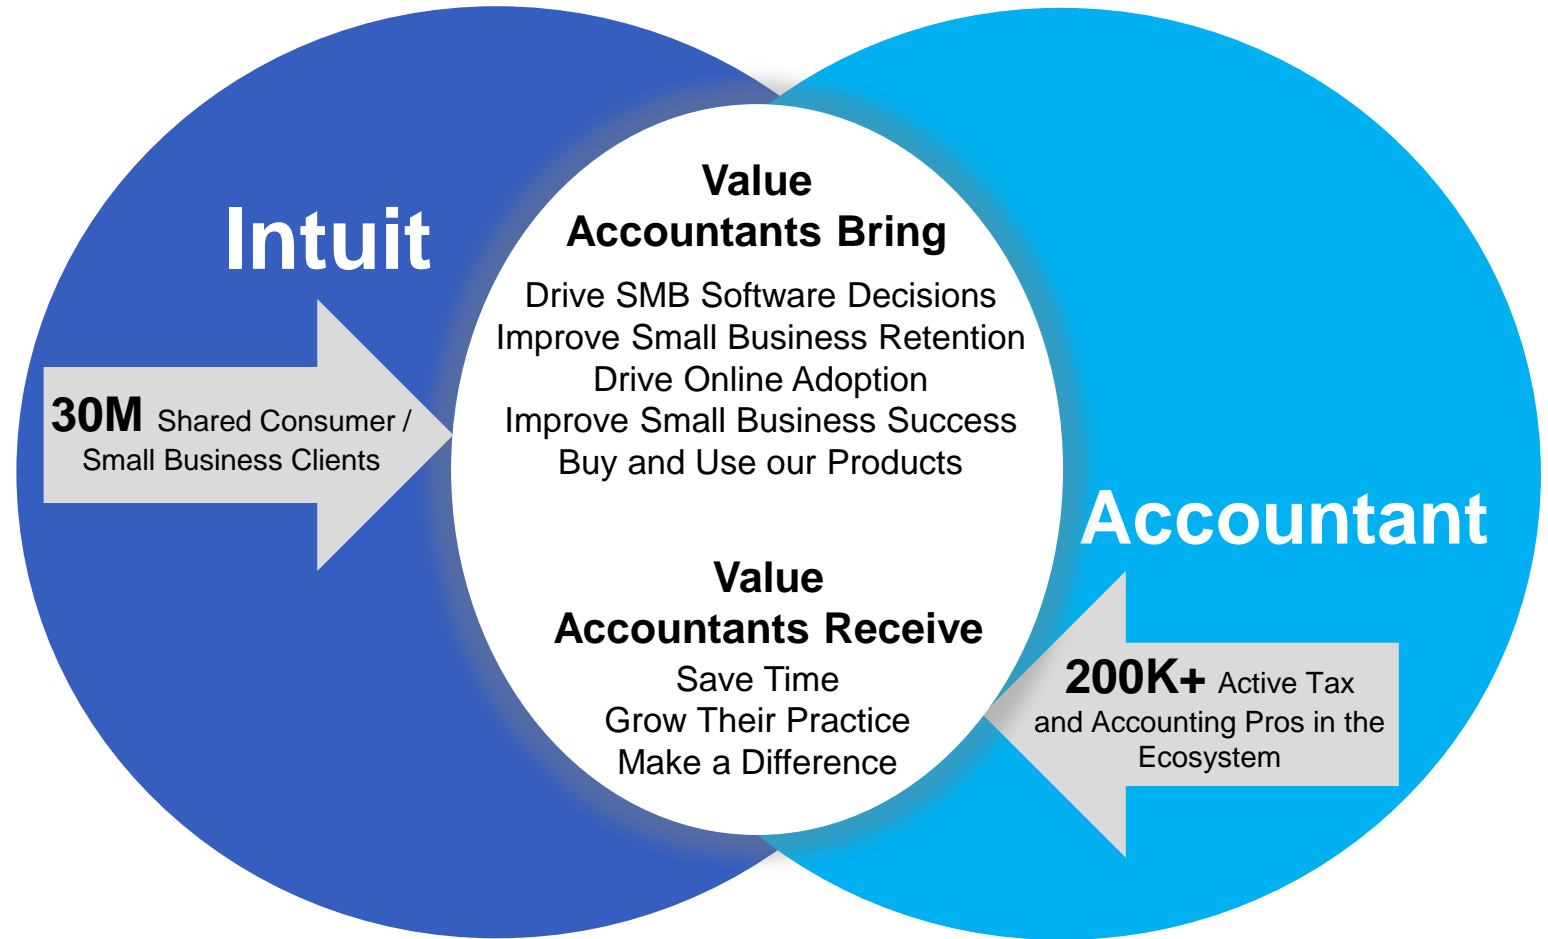 Intuit
30M Shared Consumer /
Small Business Clients
Value
Accountants Bring
Drive SMB Software Decisions
Improve Small Business Retention
Drive Online Adoption
Improve Small Business Success
Buy and Use our Products
Value
Accountants Receive
Save Time
Grow Their Practice
Make a Difference
Accountant
200K+ Active Tax
and Accounting Pros in the
Ecosystem